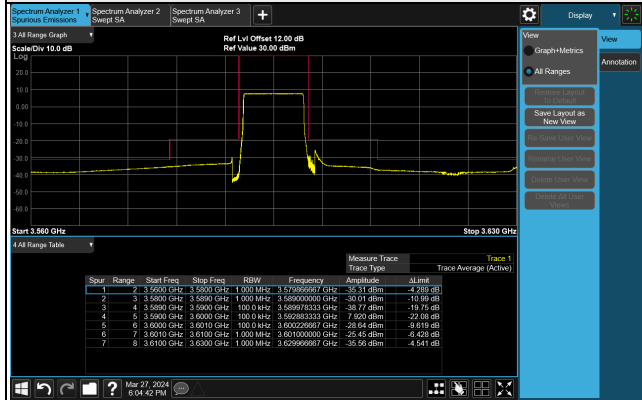 Spectrum Analyzer 1
Spurious Emissions
Spectrum Analyzer 2
Swept SA
Spectrum Analyzer 3
Swept SA
Display
3 All Range Graph
Scale/Div 10.0 dB
Ref Lvl Offset 12.00 dB
Ref Value 30.00 dBm
Log
20.0
10.0
0.00
-10.0
-20.0
-30.0
-40.0
-50.0
-60.0
Start 3.560 GHz
Stop 3.630 GHz
View
Graph+Metrics
All Ranges
Restore Layout
To Default
Save Layout as
New View
Re-Save User View
Rename User View
Delete User View
Delete All User
Views
View
Annotation
4 All Range Table
Measure Trace Trace 1
Trace Type Trace Average (Active)
Spur Range Start Freq Stop Freq RBW Frequency Amplitude ΔLimit
1 2 3.5600 GHz 3.5800 GHz 1.000 MHz 3.579866667 GHz -35.31 dBm -4.289 dB
2 3 3.5800 GHz 3.5890 GHz 1.000 MHz 3.589000000 GHz -30.01 dBm -10.99 dB
3 4 3.5890 GHz 3.5900 GHz 100.0 kHz 3.589978333 GHz -38.77 dBm -19.75 dB
4 5 3.5900 GHz 3.6000 GHz 100.0 kHz 3.592883333 GHz 7.920 dBm -22.08 dB
5 6 3.6000 GHz 3.6010 GHz 100.0 kHz 3.600226667 GHz -28.64 dBm -9.619 dB
6 7 3.6010 GHz 3.6100 GHz 1.000 MHz 3.601000000 GHz -25.45 dBm -6.428 dB
7 8 3.6100 GHz 3.6300 GHz 1.000 MHz 3.629966667 GHz -35.56 dBm -4.541 dB
Mar 27, 2024
6:04:42 PM